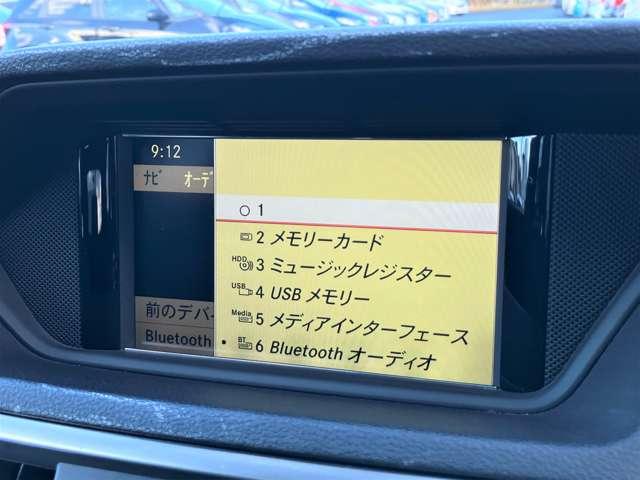 9:12
ナビ オーデ
1
2 メモリーカード
HDD 3 ミュージックレジスター
USB 4 USB メモリー
Media 5 メディアインターフェース
BT 6 Bluetooth オーディオ
前のデバ
Bluetooth